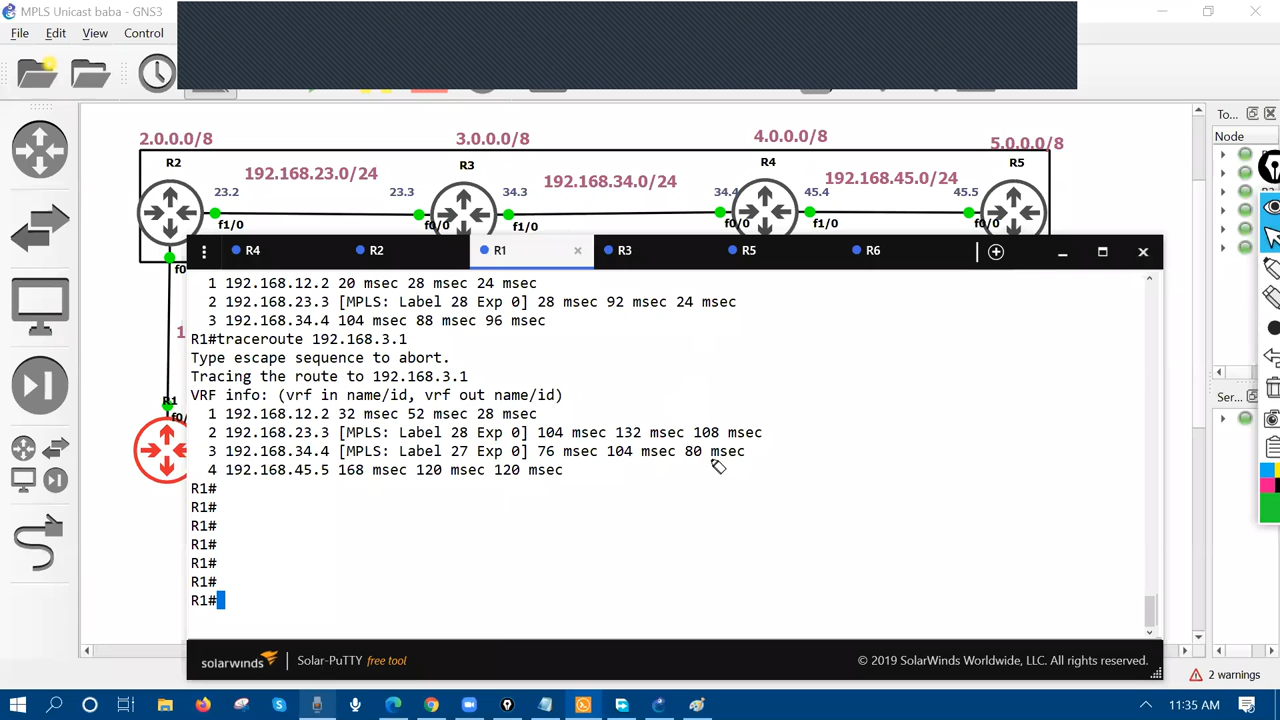 MPLS Unicast baba - GNS3
File Edit View Control
To...
Node
2.0.0.0/8 3.0.0.0/8 4.0.0.0/8 5.0.0.0/8
R2 R3 R4 R5
192.168.23.0/24 192.168.34.0/24 192.168.45.0/24
23.2 23.3 34.3 34.4 45.4 45.5
f1/0 f0/0 f1/0 f0/0 f1/0 f0/0
R4 R2 R1 × R3 R5 R6
1 192.168.12.2 20 msec 28 msec 24 msec
2 192.168.23.3 [MPLS: Label 28 Exp 0] 28 msec 92 msec 24 msec
3 192.168.34.4 104 msec 88 msec 96 msec
R1#traceroute 192.168.3.1
Type escape sequence to abort.
Tracing the route to 192.168.3.1
VRF info: (vrf in name/id, vrf out name/id)
1 192.168.12.2 32 msec 52 msec 28 msec
2 192.168.23.3 [MPLS: Label 28 Exp 0] 104 msec 132 msec 108 msec
3 192.168.34.4 [MPLS: Label 27 Exp 0] 76 msec 104 msec 80 msec
4 192.168.45.5 168 msec 120 msec 120 msec
R1#
R1#
R1#
R1#
R1#
R1#
R1#
R1
Ser...
solarwinds Solar-PuTTY free tool © 2019 SolarWinds Worldwide, LLC. All rights reserved.
2 warnings
11:35 AM